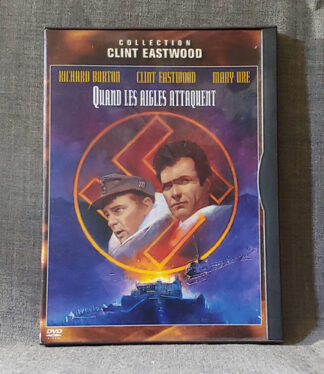 COLLECTION
CLINT EASTWOOD
RICHARD BURTON CLINT EASTWOOD MARY URE
QUAND LES AIGLES ATTAQUENT
DVD